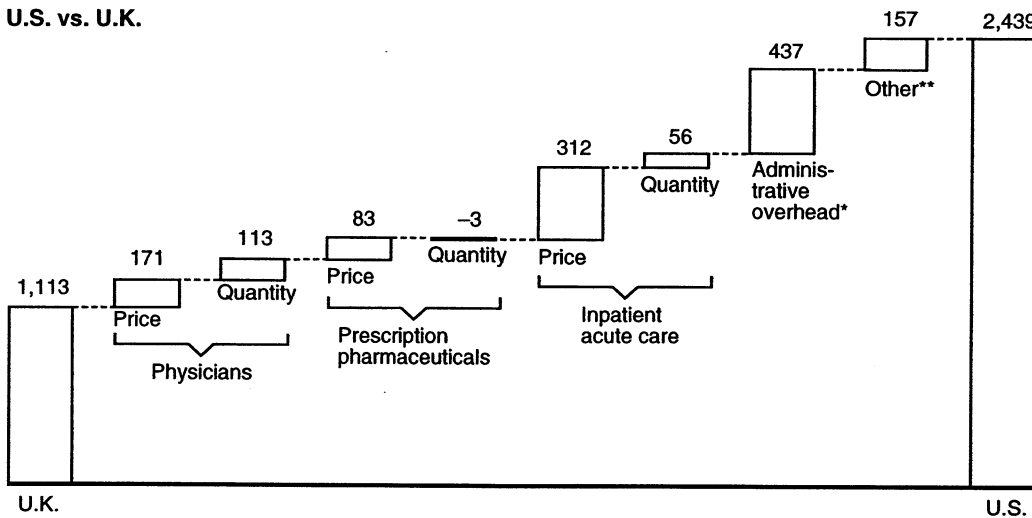 U.S. vs. U.K.
157
2,439
437
Other**
312
56
Adminis-
trative
overhead*
Quantity
83
–3
Price
113
Quantity
171
Price
Quantity
1,113
Price
Inpatient
acute care
Prescription
pharmaceuticals
Physicians
U.K.
U.S.